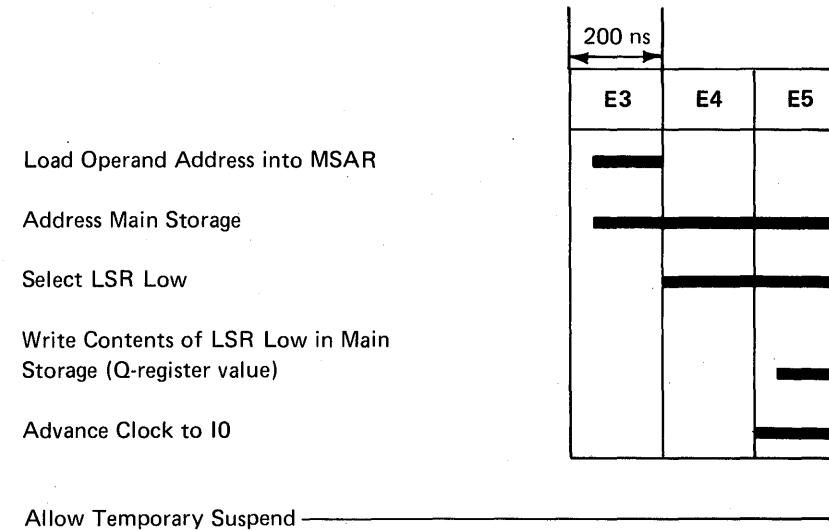 200 ns
E3 E4 E5
Load Operand Address into MSAR
Address Main Storage
Select LSR Low
Write Contents of LSR Low in Main
Storage (Q-register value)
Advance Clock to I0
Allow Temporary Suspend